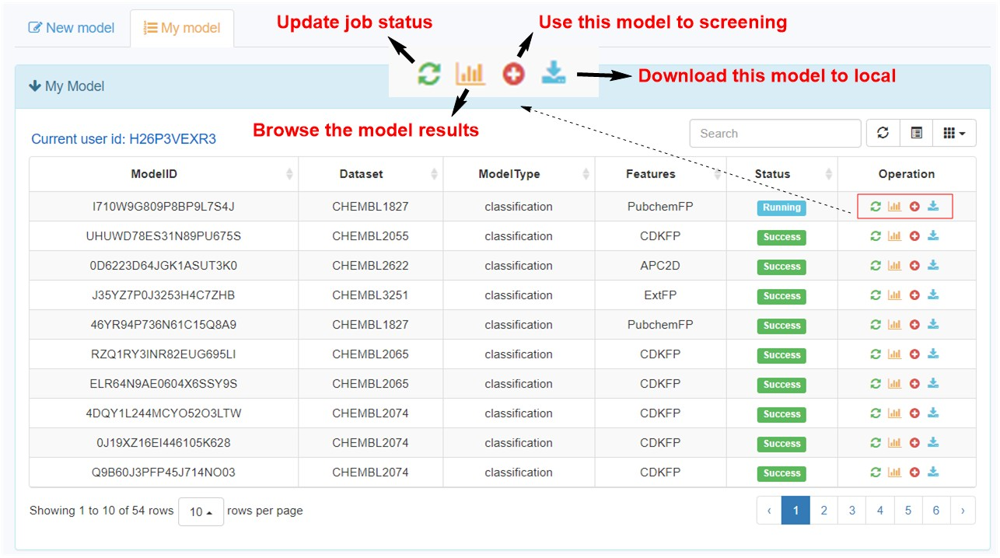 New model My model
Update job status Use this model to screening
Download this model to local
My Model
Browse the model results
Current user id: H26P3VEXR3 Search
ModelID Dataset ModelType Features Status Operation
I710W9G809P8BP9L7S4J CHEMBL1827 classification PubchemFP Running
UHUWD78ES31N89PU675S CHEMBL2055 classification CDKFP Success
0D6223D64JGK1ASUT3K0 CHEMBL2622 classification APC2D Success
J35YZ7P0J3253H4C7ZHB CHEMBL3251 classification ExtFP Success
46YR94P736N61C15Q8A9 CHEMBL1827 classification PubchemFP Success
RZQ1RY3INR82EUG695LI CHEMBL2065 classification CDKFP Success
ELR64N9AE0604X6SSY9S CHEMBL2065 classification CDKFP Success
4DQY1L244MCYO52O3LTW CHEMBL2074 classification CDKFP Success
0J19XZ16EI446105K628 CHEMBL2074 classification CDKFP Success
Q9B60J3PFP45J714NO03 CHEMBL2074 classification CDKFP Success
Showing 1 to 10 of 54 rows 10 rows per page ‹ 1 2 3 4 5 6 ›